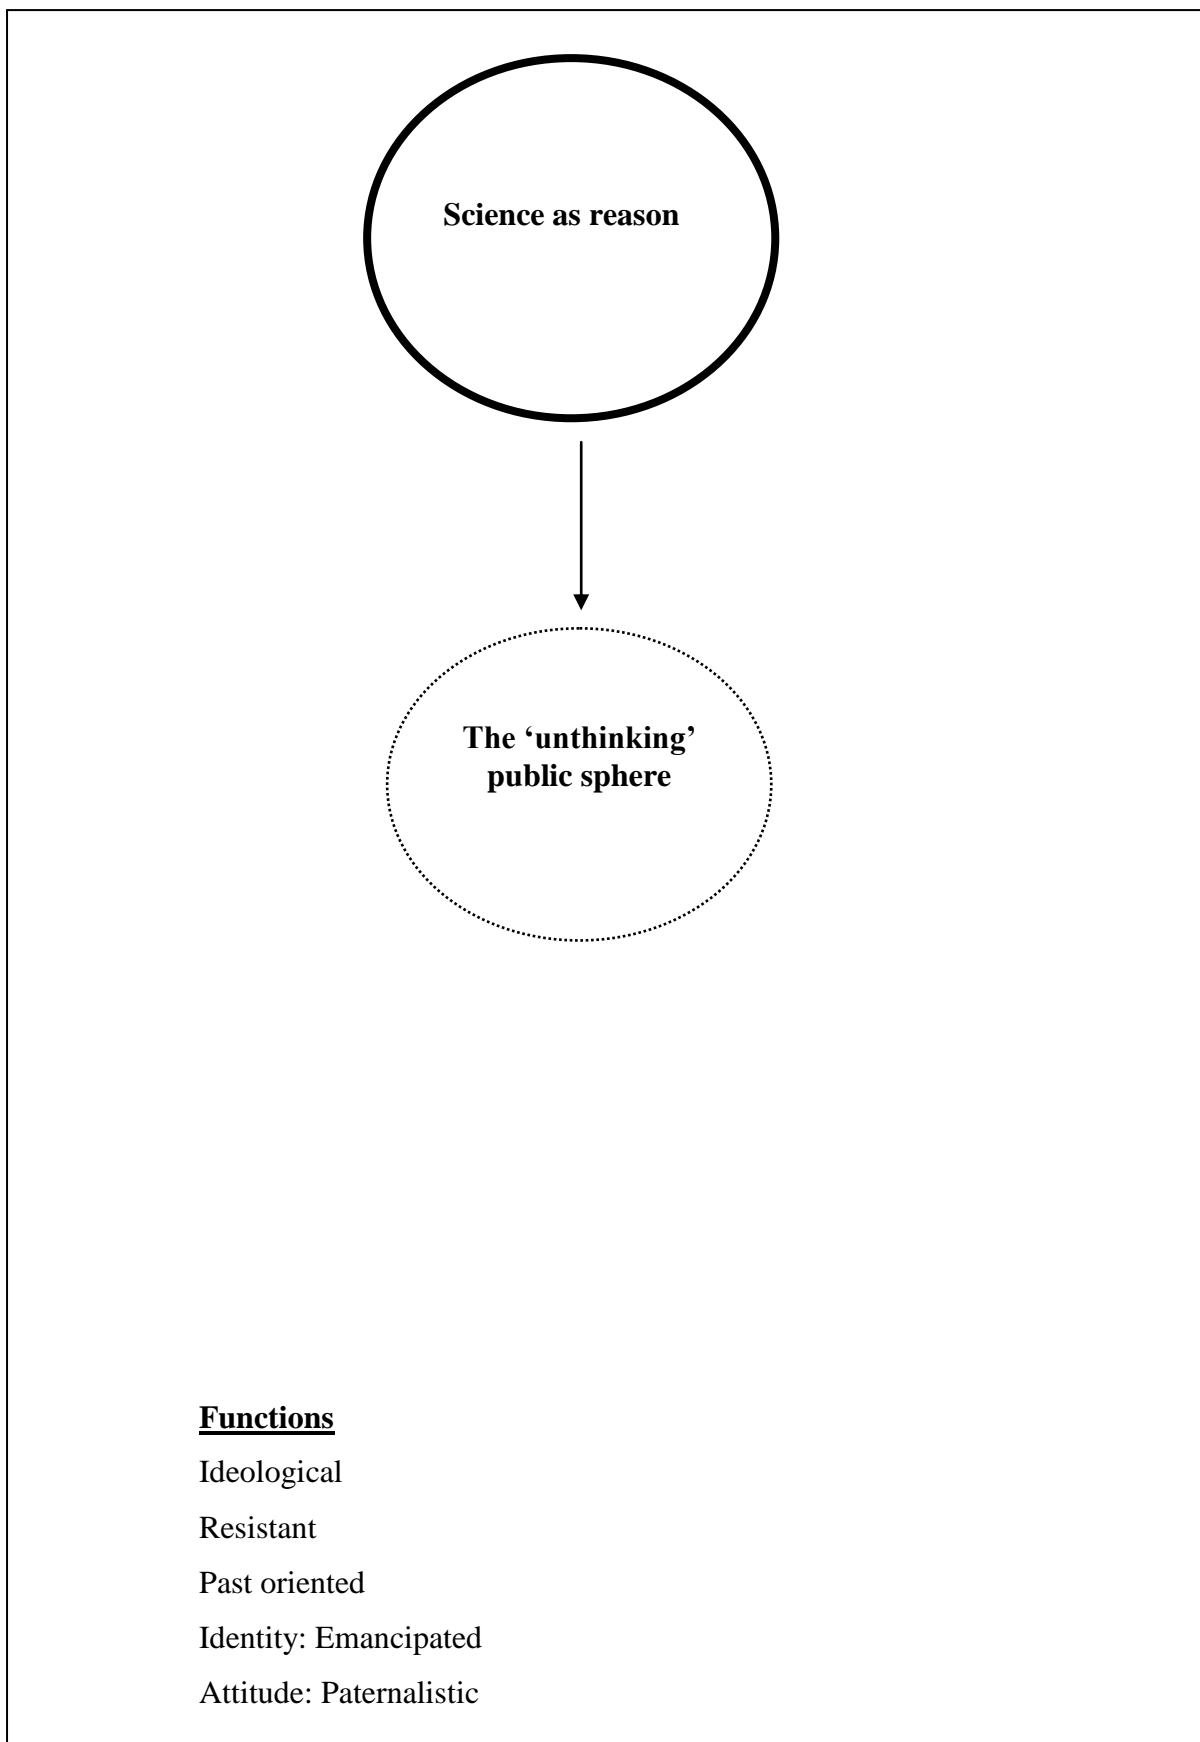 Science as reason
The ‘unthinking’
public sphere
Functions
Ideological
Resistant
Past oriented
Identity: Emancipated
Attitude: Paternalistic